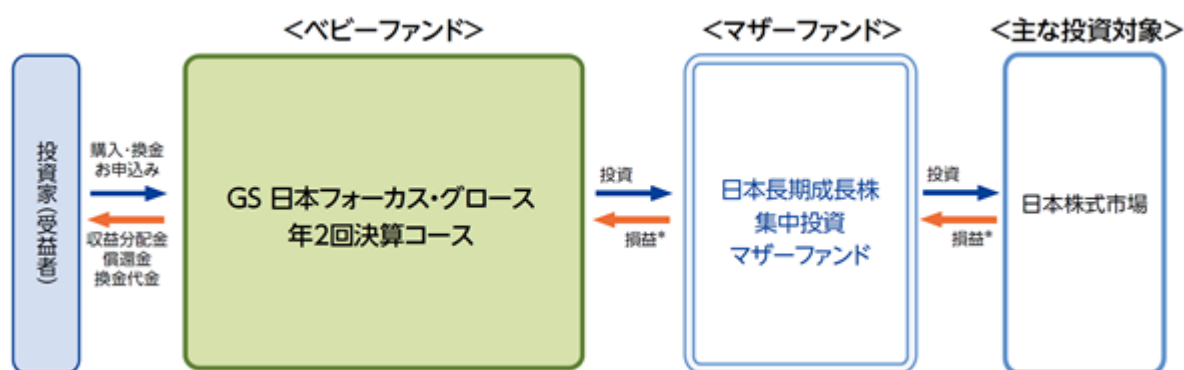 <ベビーファンド>
<マザーファンド>
<主な投資対象>
投資家(受益者)
購入・換金
お申込み
収益分配金
償還金
換金代金
GS 日本フォーカス・グロース
年2回決算コース
投資
損益*
日本長期成長株
集中投資
マザーファンド
投資
損益*
日本株式市場